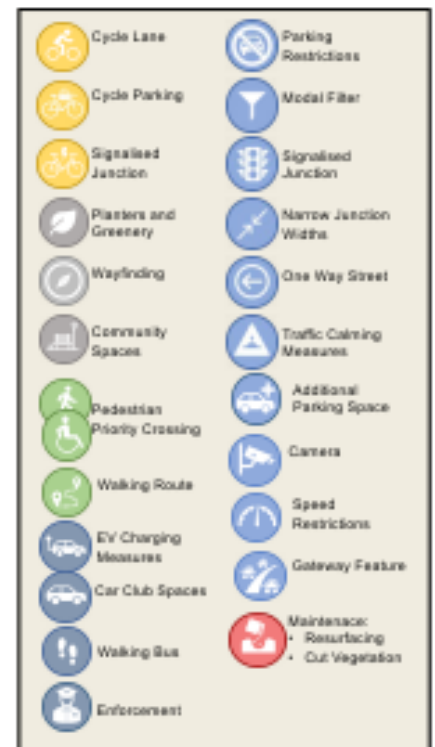 Cycle Lane
Cycle Parking
Signalised
Junction
Planters and
Greenery
Wayfinding
Community
Spaces
Pedestrian
Priority Crossing
Walking Route
EV Charging
Measures
Car Club Spaces
Walking Bus
Enforcement
Parking
Restrictions
Modal Filter
Signalised
Junction
Narrow Junction
Widths
One Way Street
Traffic Calming
Measures
Additional
Parking Space
Camera
Speed
Restrictions
Gateway Feature
Maintenace:
• Resurfacing
• Cut Vegetation